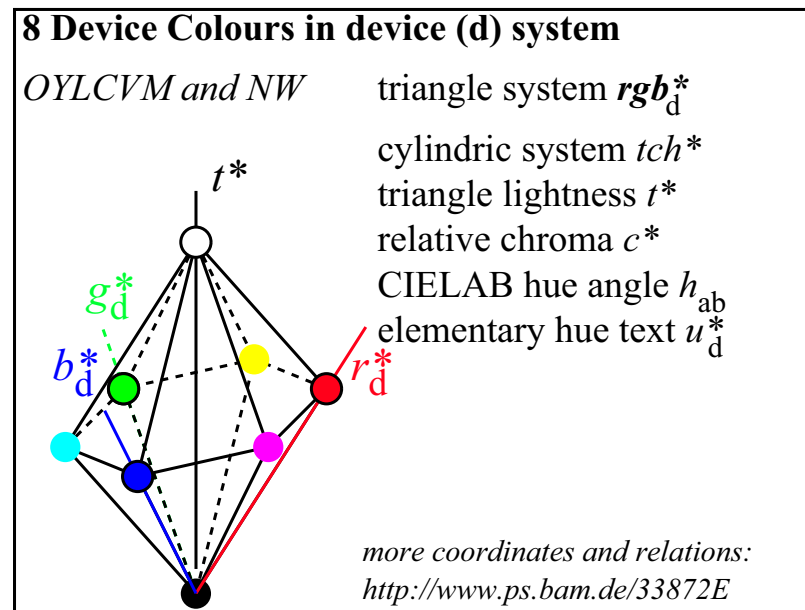 8 Device Colours in device (d) system
OYLCVM and NW
triangle system rgb*d
cylindric system tch*
triangle lightness t*
relative chroma c*
CIELAB hue angle hab
elementary hue text u*d
t*
g*d
b*d
r*d
more coordinates and relations:
http://www.ps.bam.de/33872E